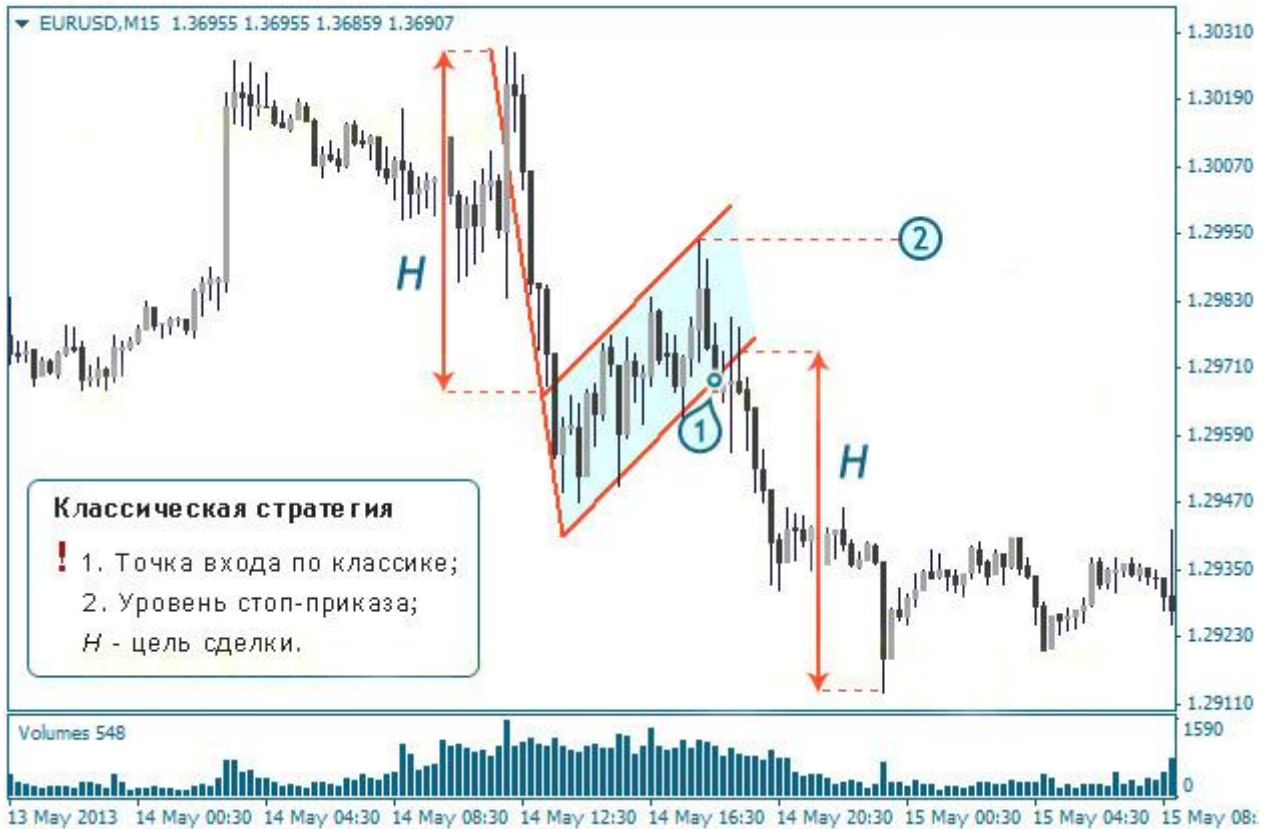 EURUSD,M15 1.36955 1.36955 1.36859 1.36907
1.30310
1.30190
1.30070
1.29950
1.29830
1.29710
1.29590
1.29470
1.29350
1.29230
1.29110
H
2
1
H
Классическая стратегия
! 1. Точка входа по классике;
2. Уровень стоп-приказа;
H - цель сделки.
Volumes 548
1590
0
13 May 2013 14 May 00:30 14 May 04:30 14 May 08:30 14 May 12:30 14 May 16:30 14 May 20:30 15 May 00:30 15 May 04:30 15 May 08: